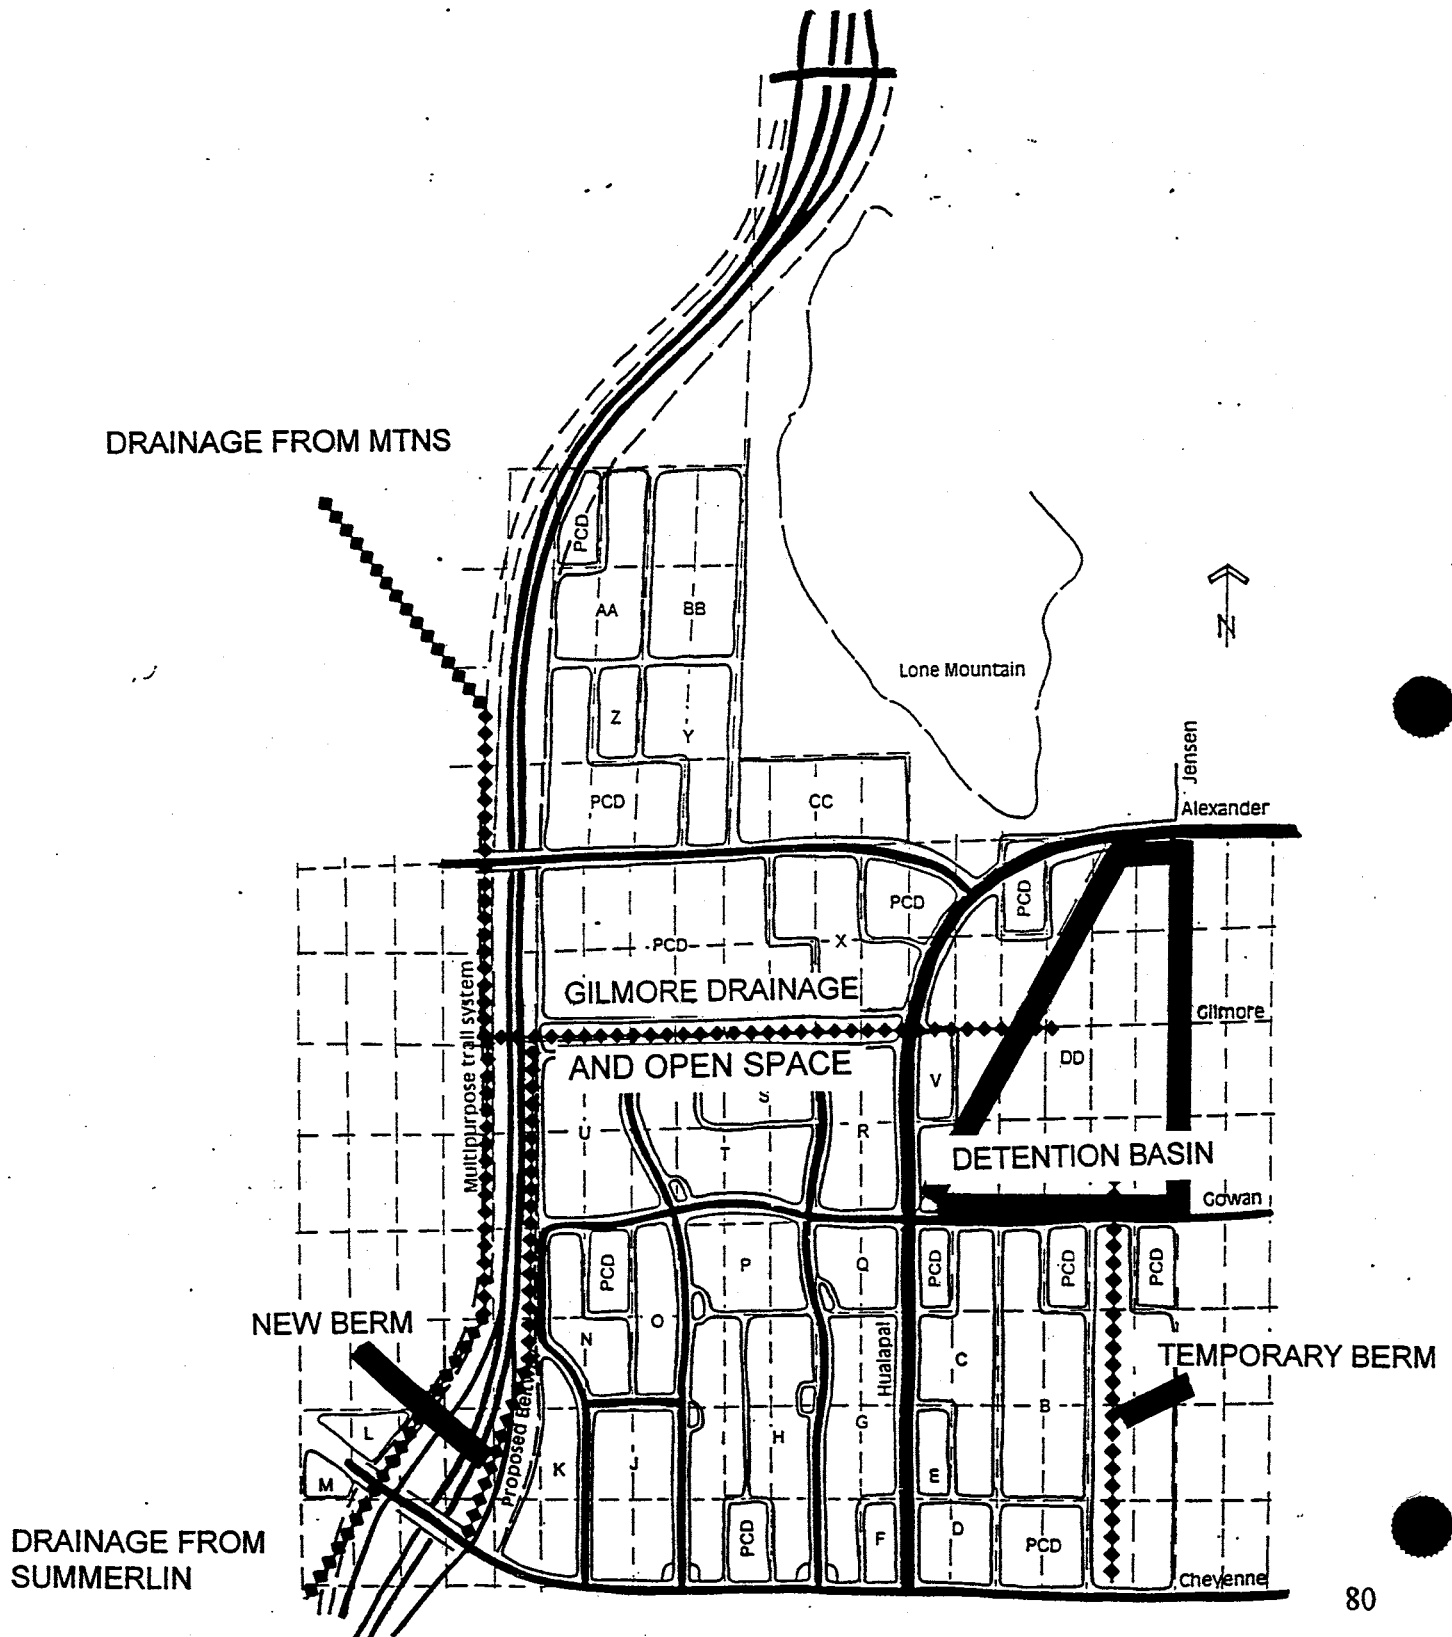 DRAINAGE FROM MTNS
PCD
AA
BB
Lone Mountain
N
Z
Y
Jensen
PCD
CC
Alexander
PCD
PCD
PCD
X
Multipurpose trail system
GILMORE DRAINAGE
Gilmore
AND OPEN SPACE
V
DD
S
U
R
T
DETENTION BASIN
Gowan
PCD
P
Q
PCD
PCD
PCD
NEW BERM
N
O
Hualapai
C
TEMPORARY BERM
Proposed
B
L
G
H
K
J
E
M
DRAINAGE FROM
SUMMERLIN
PCD
F
D
PCD
Cheyenne
80